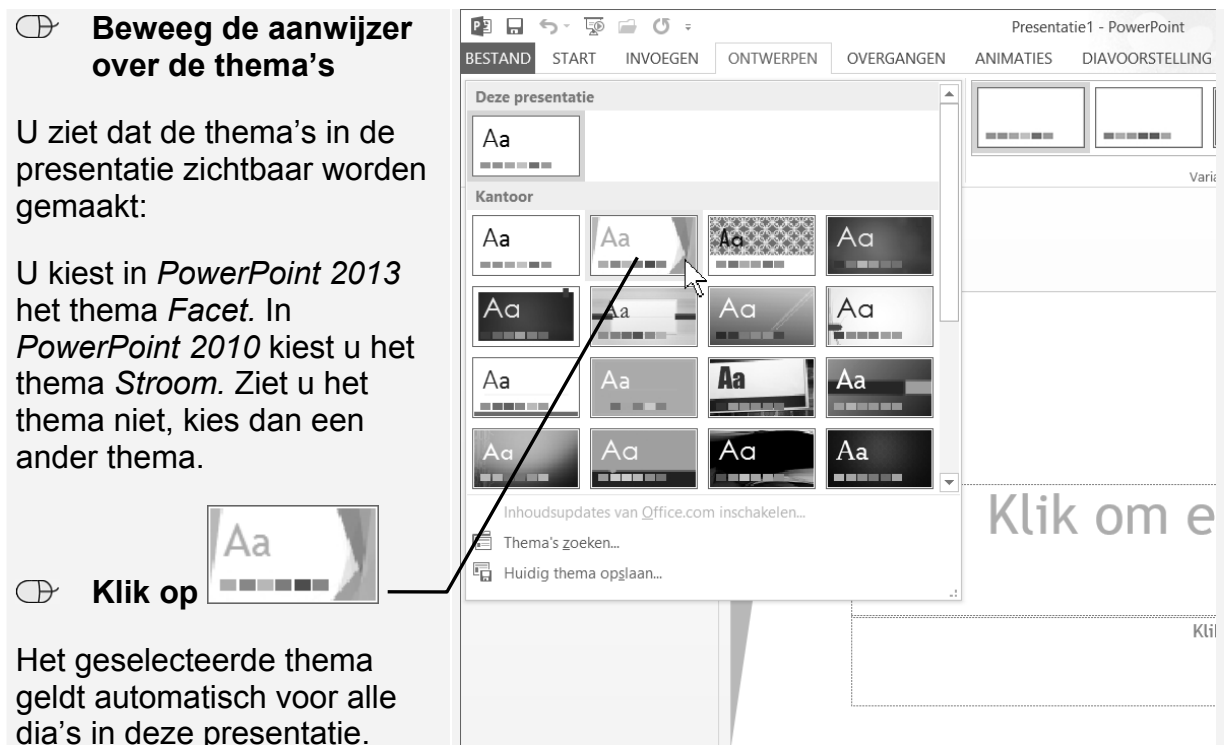 Beweeg de aanwijzer
over de thema's
U ziet dat de thema's in de
presentatie zichtbaar worden
gemaakt:
U kiest in PowerPoint 2013
het thema Facet. In
PowerPoint 2010 kiest u het
thema Stroom. Ziet u het
thema niet, kies dan een
ander thema.
Aa
Klik op
Het geselecteerde thema
geldt automatisch voor alle
dia's in deze presentatie.
Presentatie1 - PowerPoint
BESTAND START INVOEGEN ONTWERPEN OVERGANGEN ANIMATIES DIAVOORSTELLING
Deze presentatie
Aa
Varia
Kantoor
Aa Aa Aa Aa
Aa Aa Aa Aa
Aa Aa Aa Aa
Aa Aa Aa Aa
Inhoudsupdates van Office.com inschakelen...
Thema's zoeken...
Huidig thema opslaan...
Klik om e
Kli